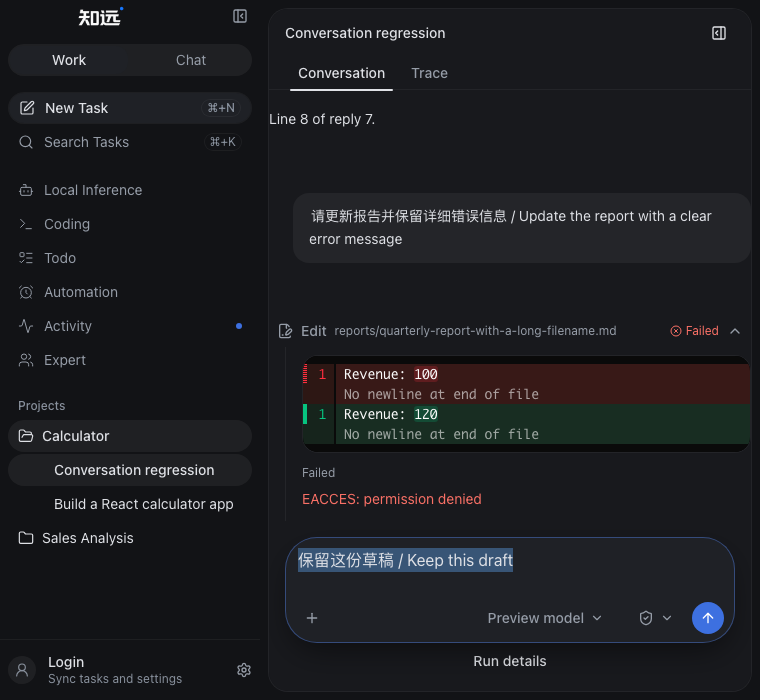 知远
Work
Chat
New Task
⌘+N
Search Tasks
⌘+K
Local Inference
Coding
Todo
Automation
Activity
Expert
Projects
Calculator
Conversation regression
Build a React calculator app
Sales Analysis
Login
Sync tasks and settings
Conversation regression
Conversation
Trace
Line 8 of reply 7.
请更新报告并保留详细错误信息 / Update the report with a clear
error message
Edit reports/quarterly-report-with-a-long-filename.md Failed
1 Revenue: 100
No newline at end of file
1 Revenue: 120
No newline at end of file
Failed
EACCES: permission denied
保留这份草稿 / Keep this draft
Preview model
Run details